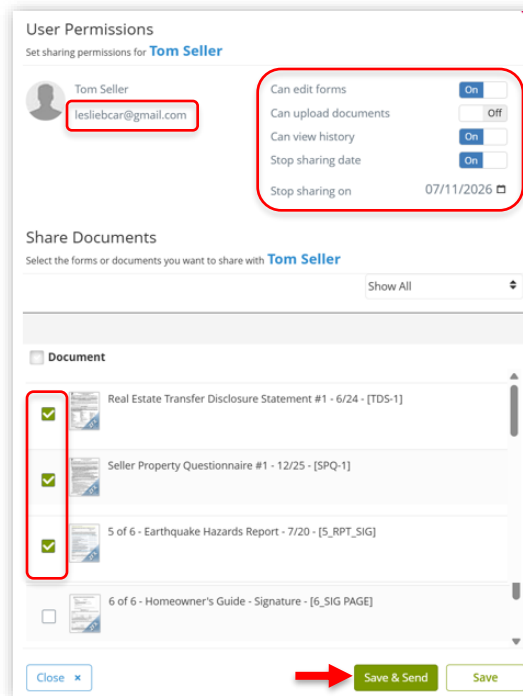 User Permissions
Set sharing permissions for Tom Seller
Tom Seller
lesliebcar@gmail.com
Can edit forms On
Can upload documents Off
Can view history On
Stop sharing date On
Stop sharing on 07/11/2026
Share Documents
Select the forms or documents you want to share with Tom Seller
Show All
Document
Real Estate Transfer Disclosure Statement #1 - 6/24 - [TDS-1]
Seller Property Questionnaire #1 - 12/25 - [SPQ-1]
5 of 6 - Earthquake Hazards Report - 7/20 - [5_RPT_SIG]
6 of 6 - Homeowner's Guide - Signature - [6_SIG PAGE]
Close × Save & Send Save